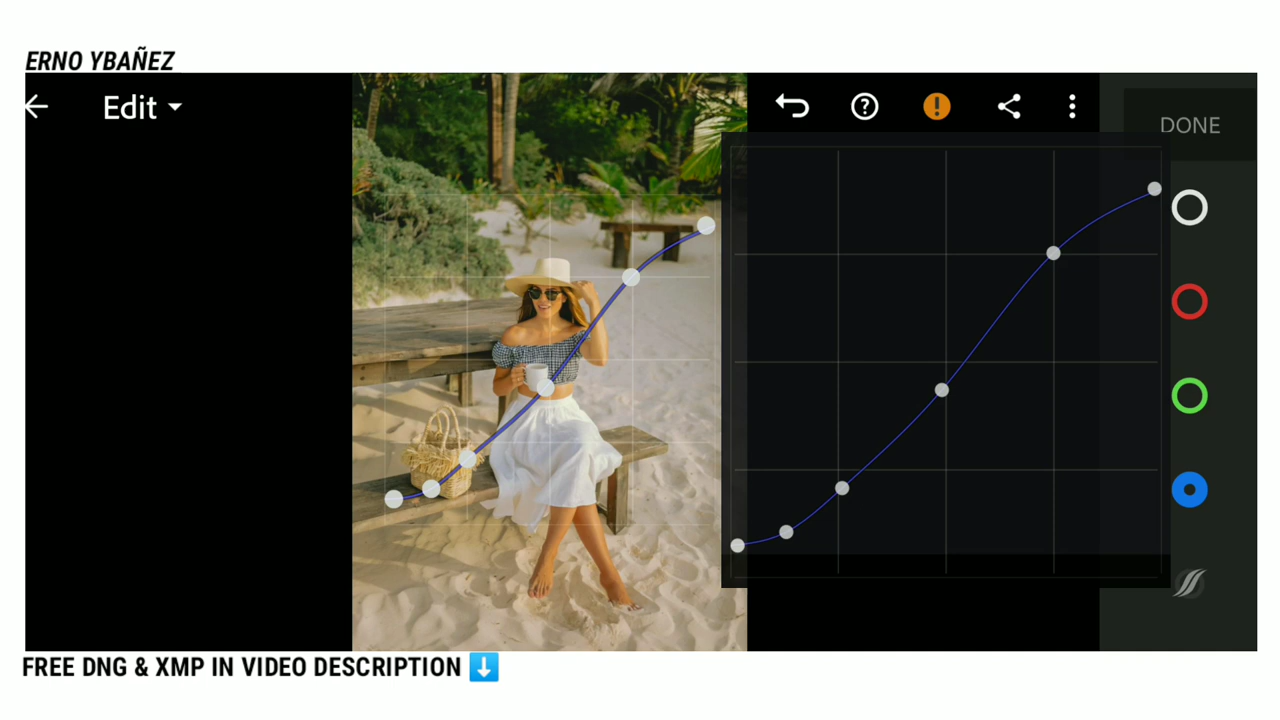 ERNO YBAÑEZ
Edit
DONE
FREE DNG & XMP IN VIDEO DESCRIPTION ⬇️